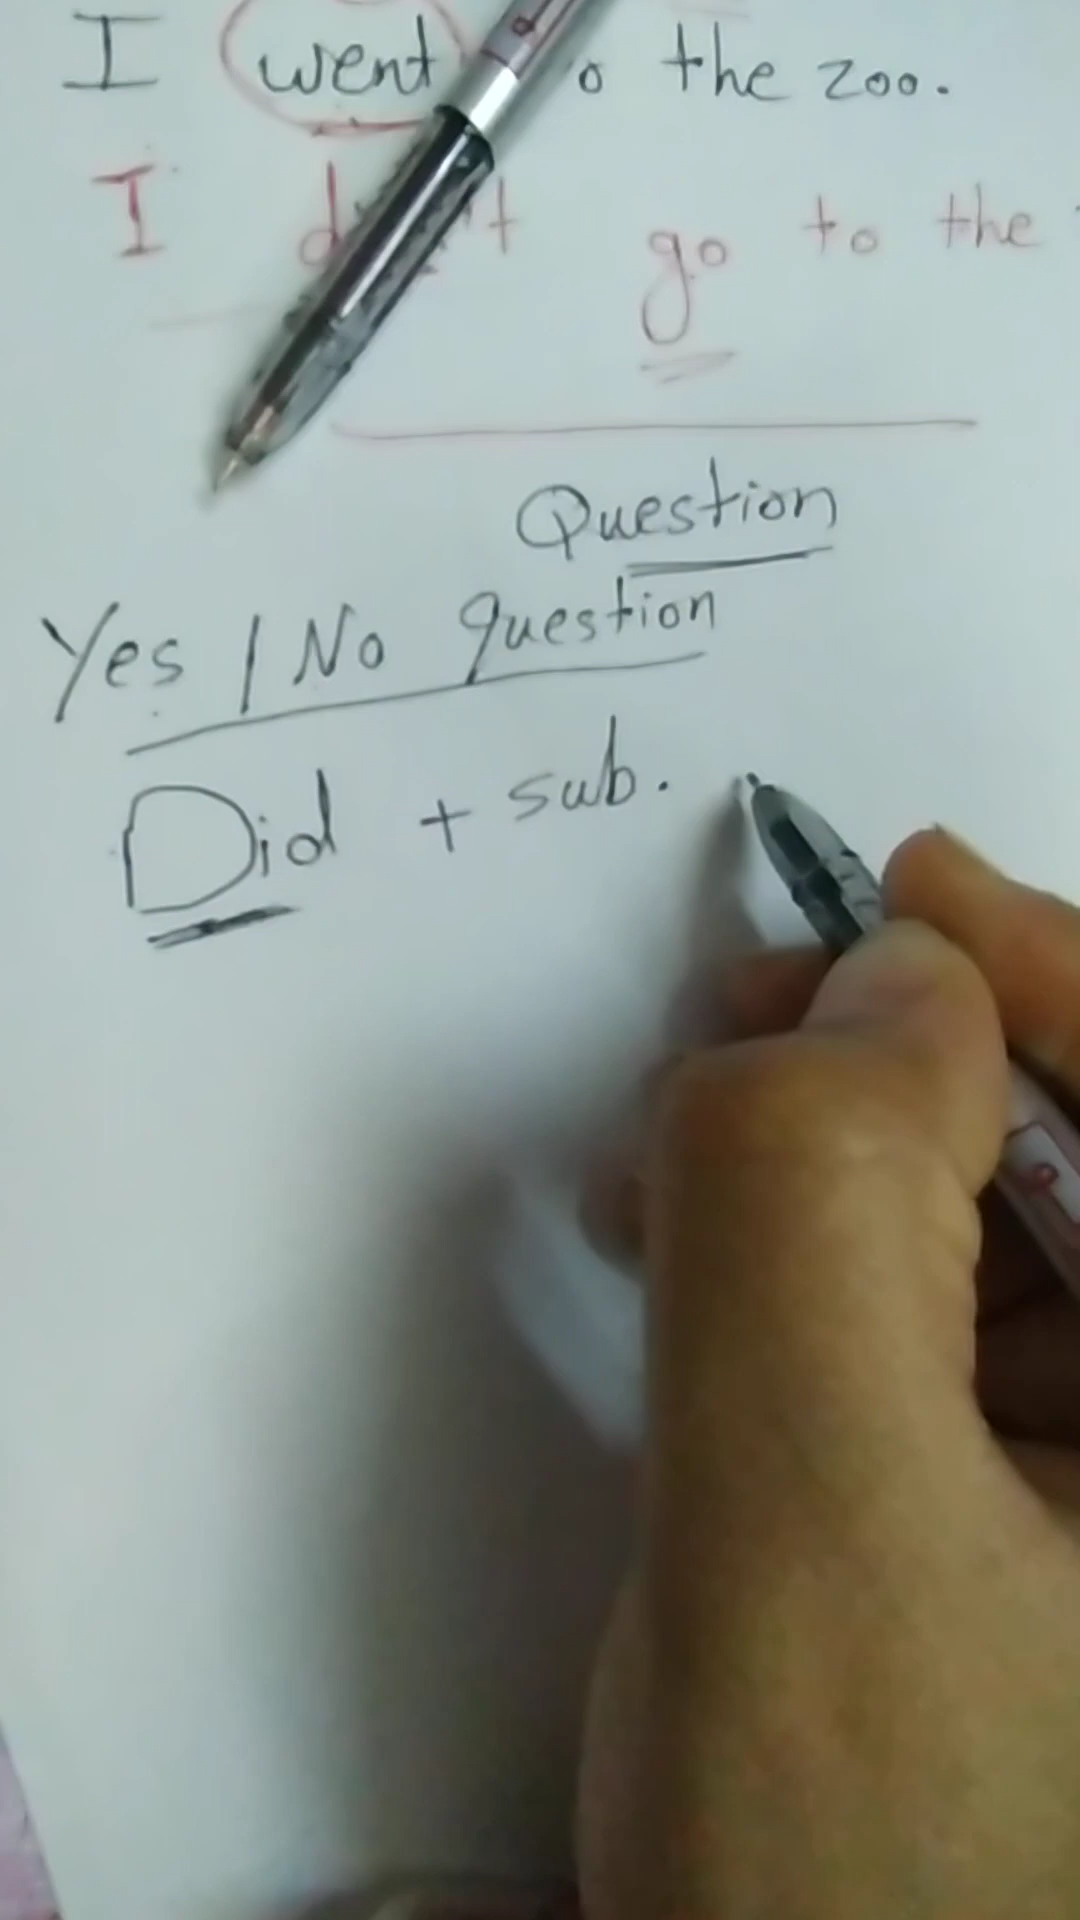 I went o the zoo.
I go to the
Question
Yes / No question
Did + sub.